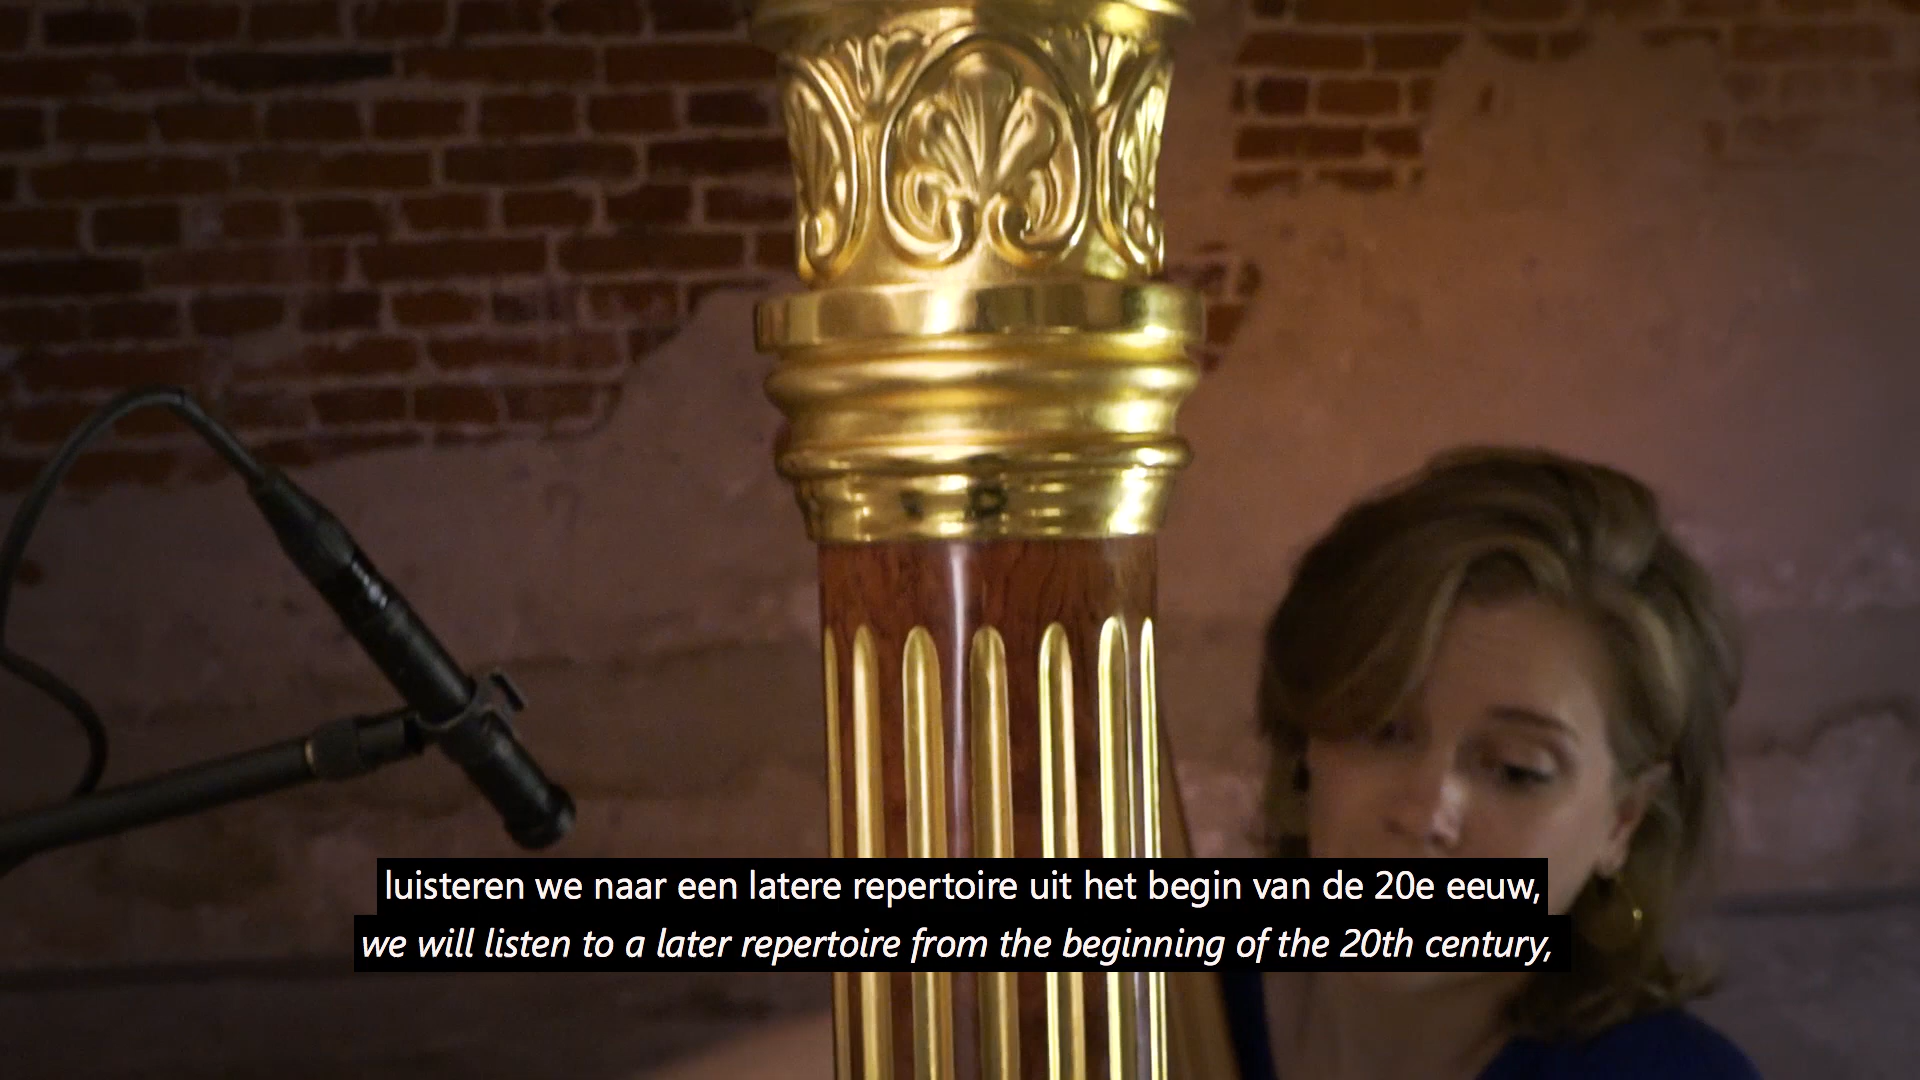 luisteren we naar een latere repertoire uit het begin van de 20e eeuw,
we will listen to a later repertoire from the beginning of the 20th century,